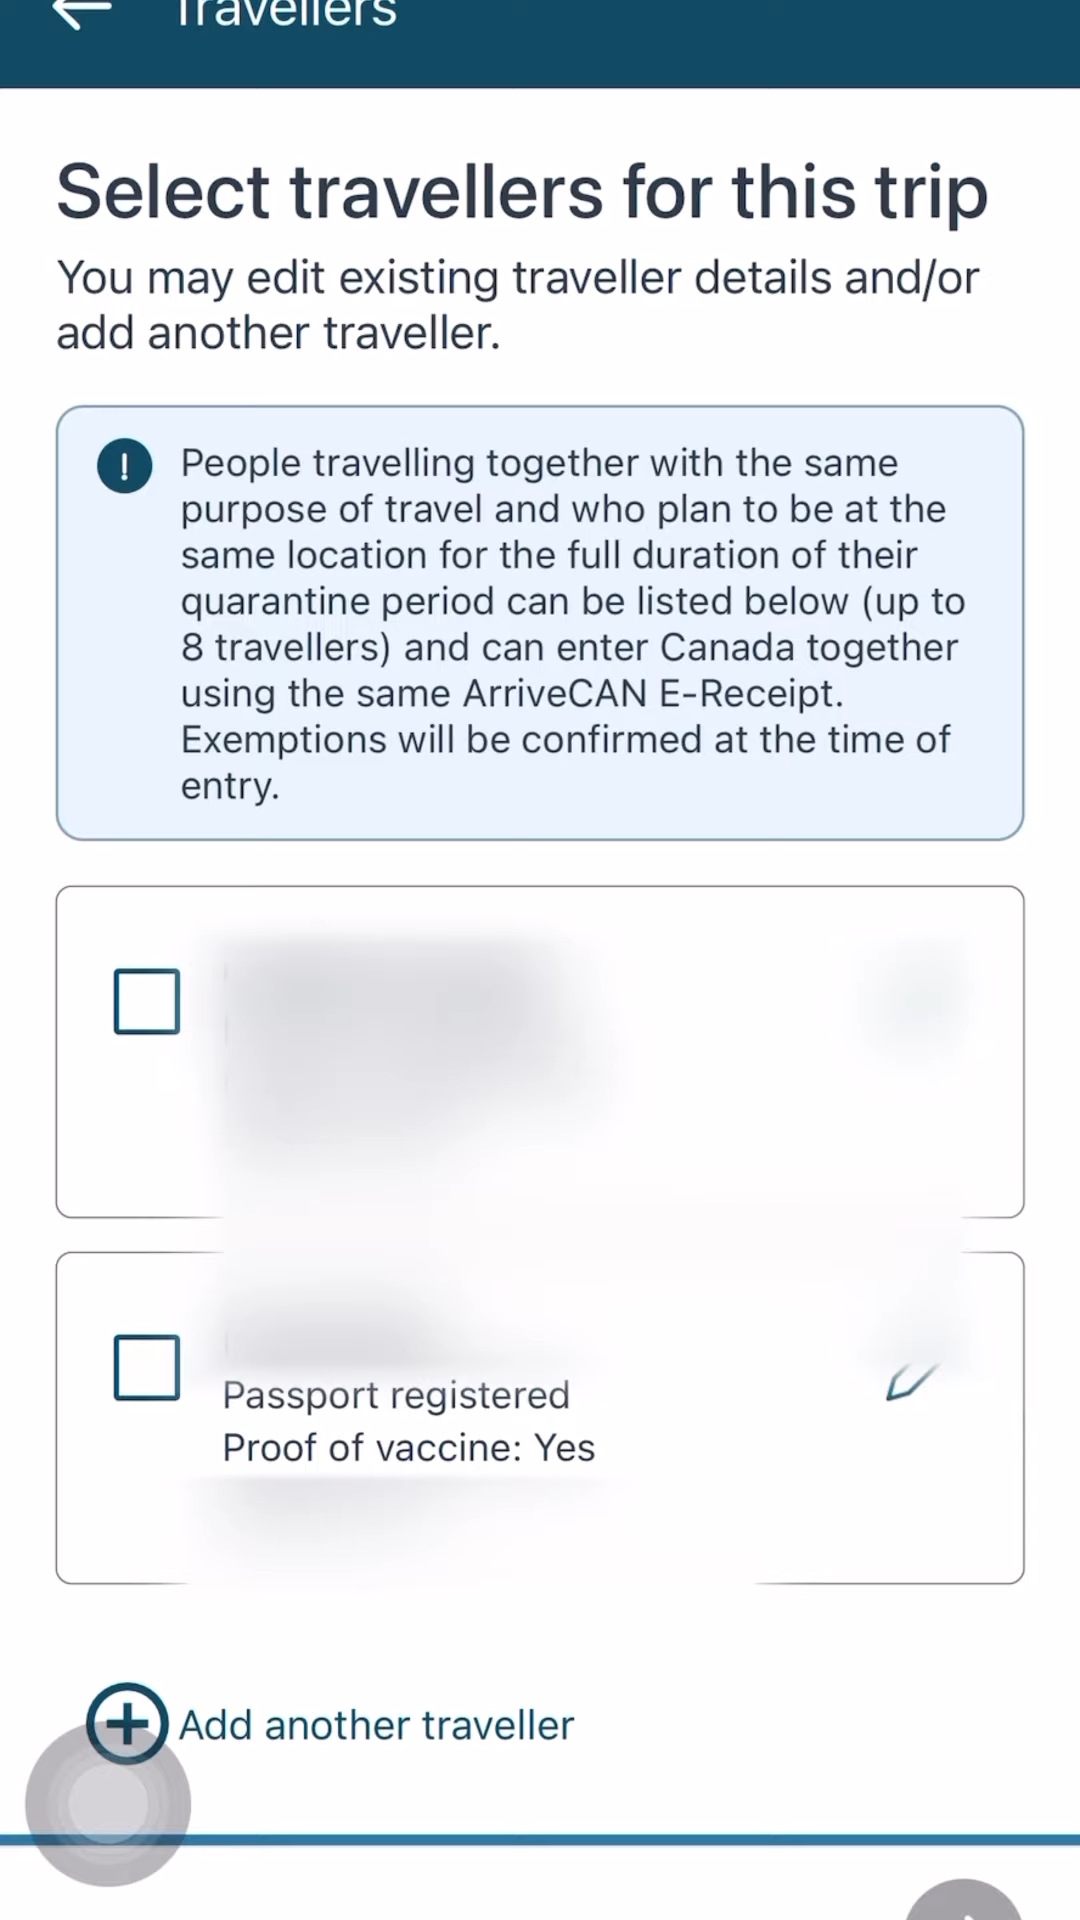 Travellers
Select travellers for this trip
You may edit existing traveller details and/or
add another traveller.
People travelling together with the same
purpose of travel and who plan to be at the
same location for the full duration of their
quarantine period can be listed below (up to
8 travellers) and can enter Canada together
using the same ArriveCAN E-Receipt.
Exemptions will be confirmed at the time of
entry.
Passport registered
Proof of vaccine: Yes
Add another traveller